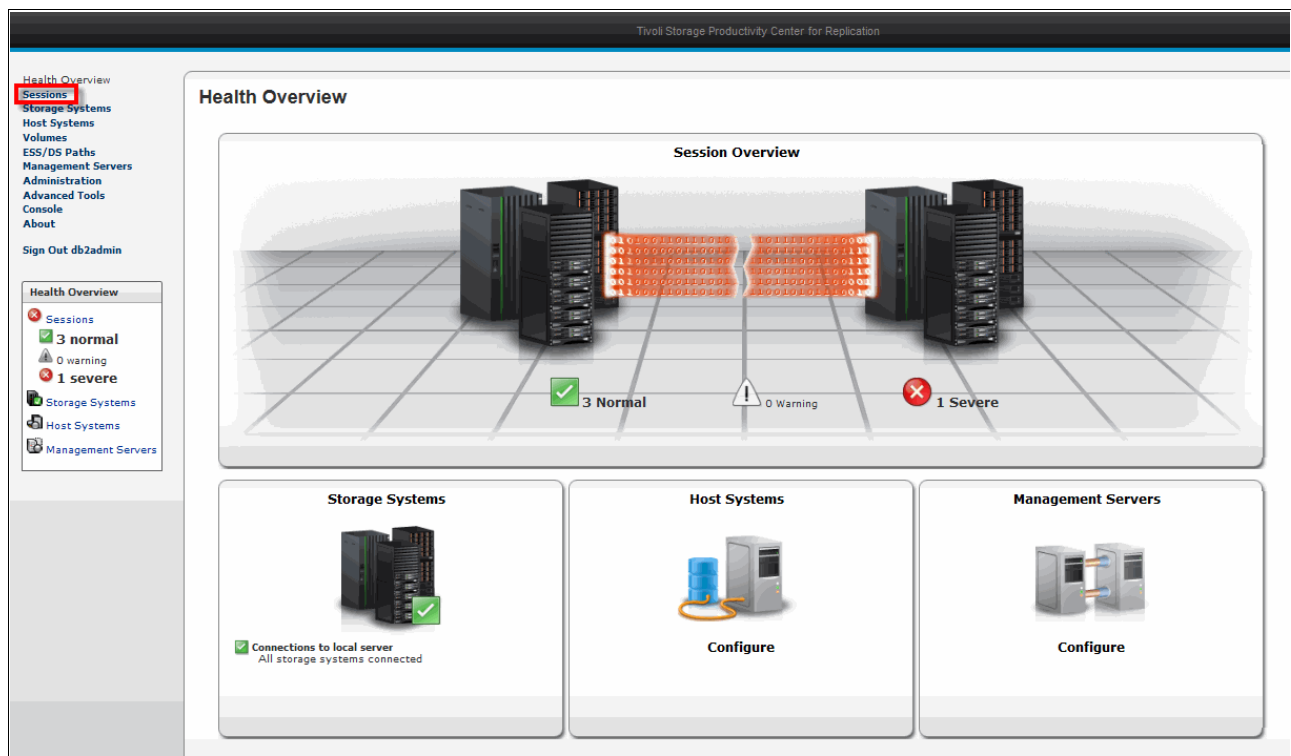 Tivoli Storage Productivity Center for Replication
Health Overview
Sessions
Storage Systems
Host Systems
Volumes
ESS/DS Paths
Management Servers
Administration
Advanced Tools
Console
About
Sign Out db2admin
Health Overview
Sessions
3 normal
0 warning
1 severe
Storage Systems
Host Systems
Management Servers
Health Overview
Session Overview
3 Normal
0 Warning
1 Severe
Storage Systems
Connections to local server
All storage systems connected
Host Systems
Configure
Management Servers
Configure